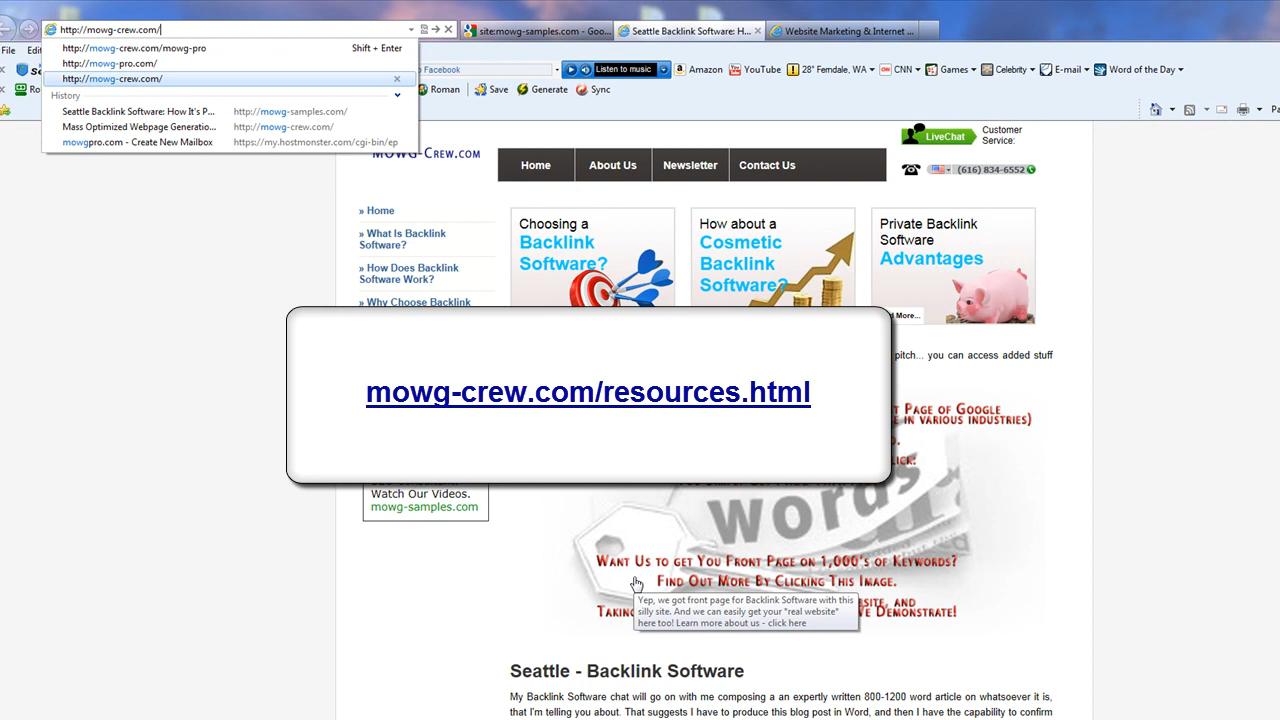 http://mowg-crew.com/
site:mowg-samples.com - Goo...
Seattle Backlink Software: H...
Website Marketing & Internet ...
http://mowg-crew.com/mowg-pro
Shift + Enter
http://mowg-pro.com/
http://mowg-crew.com/
History
Seattle Backlink Software: How It's P...
http://mowg-samples.com/
Mass Optimized Webpage Generatio...
http://mowg-crew.com/
mowgpro.com - Create New Mailbox
https://my.hostmonster.com/cgi-bin/ep
File
Facebook
Listen to music
Amazon
YouTube
28° Ferndale, WA
CNN
Games
Celebrity
E-mail
Word of the Day
Roman
Save
Generate
Sync
MOWG-CREW.COM
Home
About Us
Newsletter
Contact Us
LiveChat
Customer
Service:
(616) 834-6552
» Home
» What Is Backlink
Software?
» How Does Backlink
Software Work?
» Why Choose Backlink
Choosing a
Backlink
Software?
How about a
Cosmetic
Backlink
Software?
Private Backlink
Software
Advantages
More...
pitch... you can access added stuff
mowg-crew.com/resources.html
Page of Google
in various industries)
Watch Our Videos.
mowg-samples.com
words
Want Us to get You Front Page on 1,000's of Keywords?
Find Out More By Clicking This Image.
Yep, we got front page for Backlink Software with this
silly site. And we can easily get your "real website"
here too! Learn more about us - click here
Seattle - Backlink Software
My Backlink Software chat will go on with me composing a an expertly written 800-1200 word article on whatsoever it is,
that I'm telling you about. That suggests I have to produce this blog post in Word, and then I have the capability to confirm